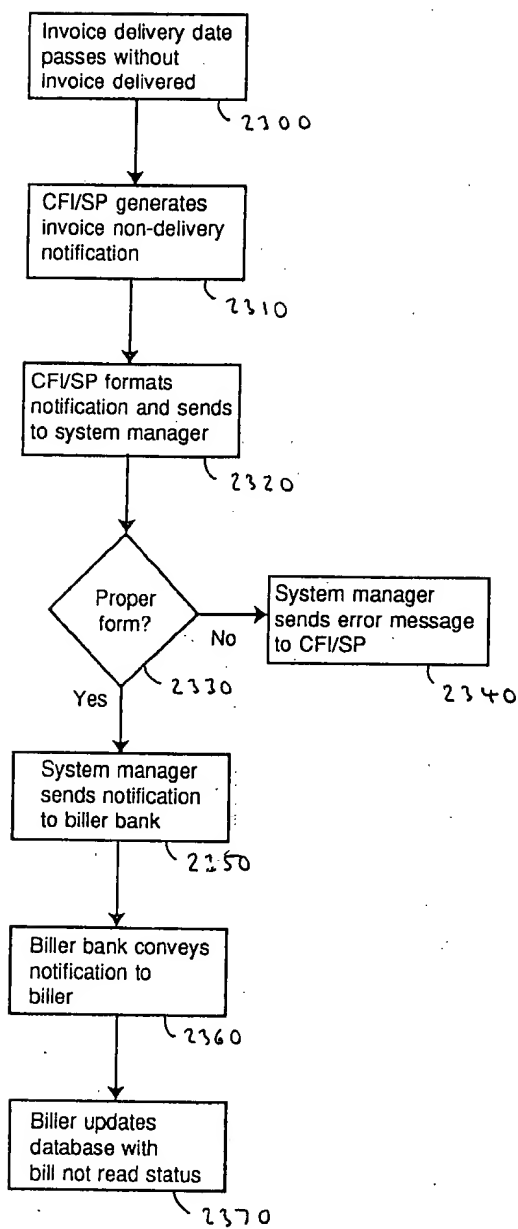 Invoice delivery date
passes without
invoice delivered
2300
CFI/SP generates
invoice non-delivery
notification
2310
CFI/SP formats
notification and sends
to system manager
2320
Proper
form?
2330
No
System manager
sends error message
to CFI/SP
2340
Yes
System manager
sends notification
to biller bank
2350
Biller bank conveys
notification to
biller
2360
Biller updates
database with
bill not read status
2370